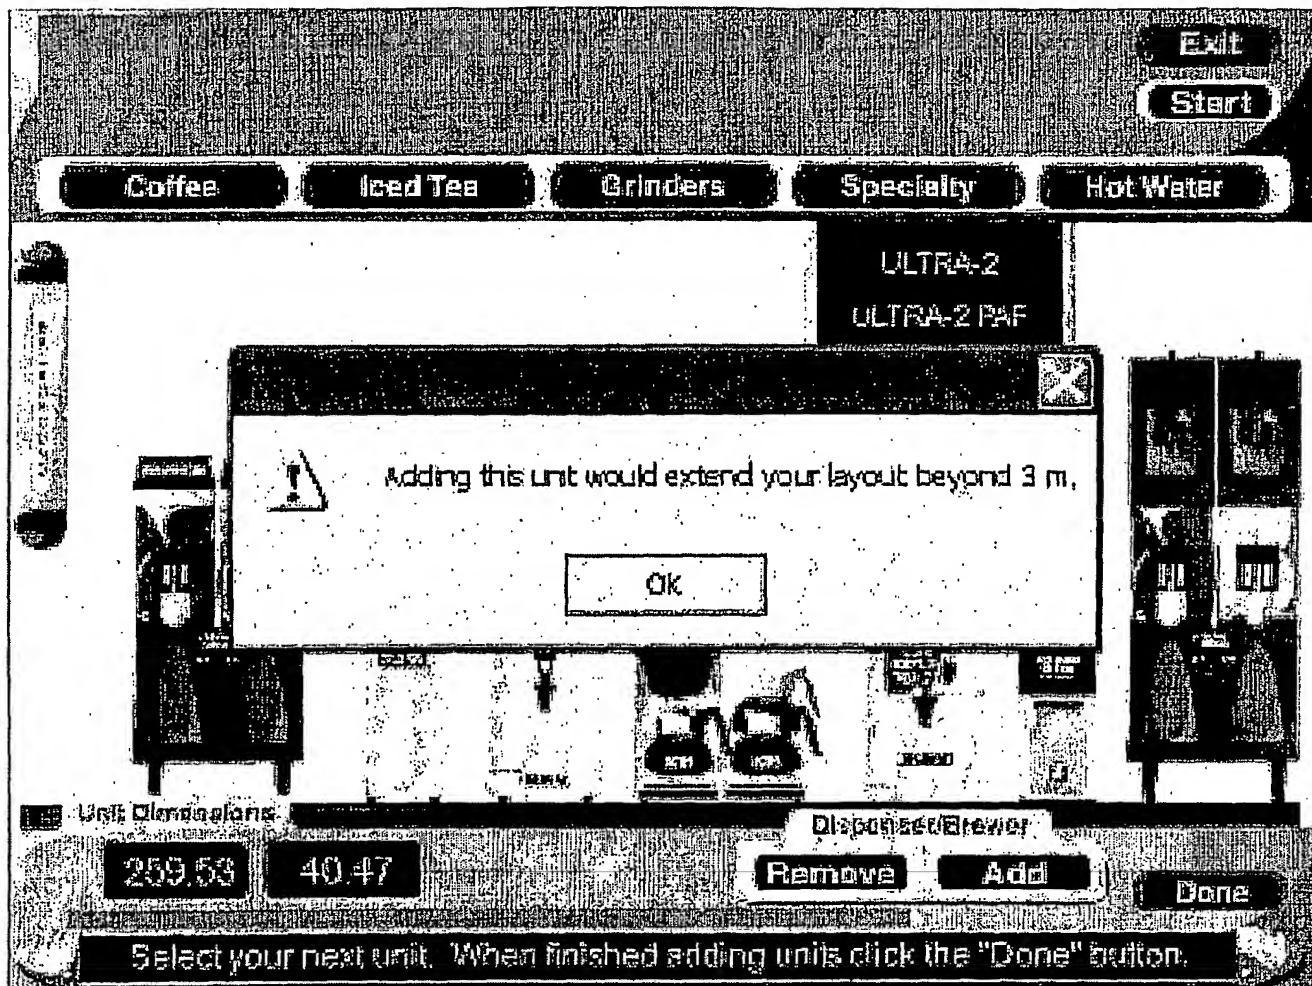 Exit
Start
Coffee
Iced Tea
Grinders
Specialty
Hot Water
ULTRA-2
ULTRA-2 PAF
Adding this unit would extend your layout beyond 3 m.
OK
Unit Dimensions
Dispenser/Brewer
259.53
40.47
Remove
Add
Done
Select your next unit. When finished adding units click the "Done" button.